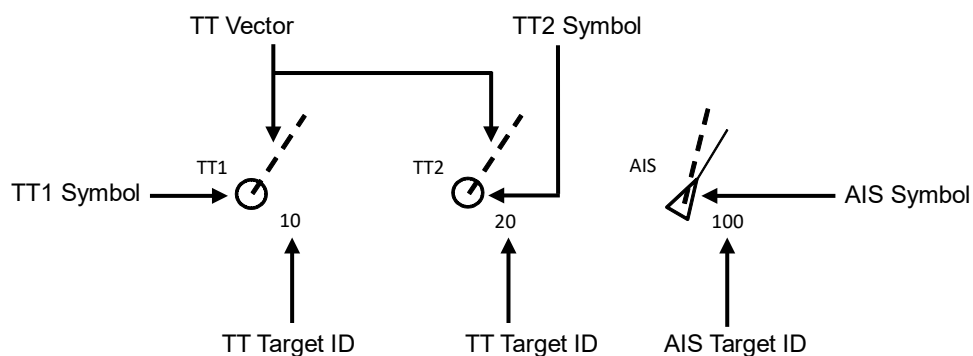 TT Vector
TT2 Symbol
TT1
TT2
AIS
TT1 Symbol
AIS Symbol
10
20
100
TT Target ID
TT Target ID
AIS Target ID